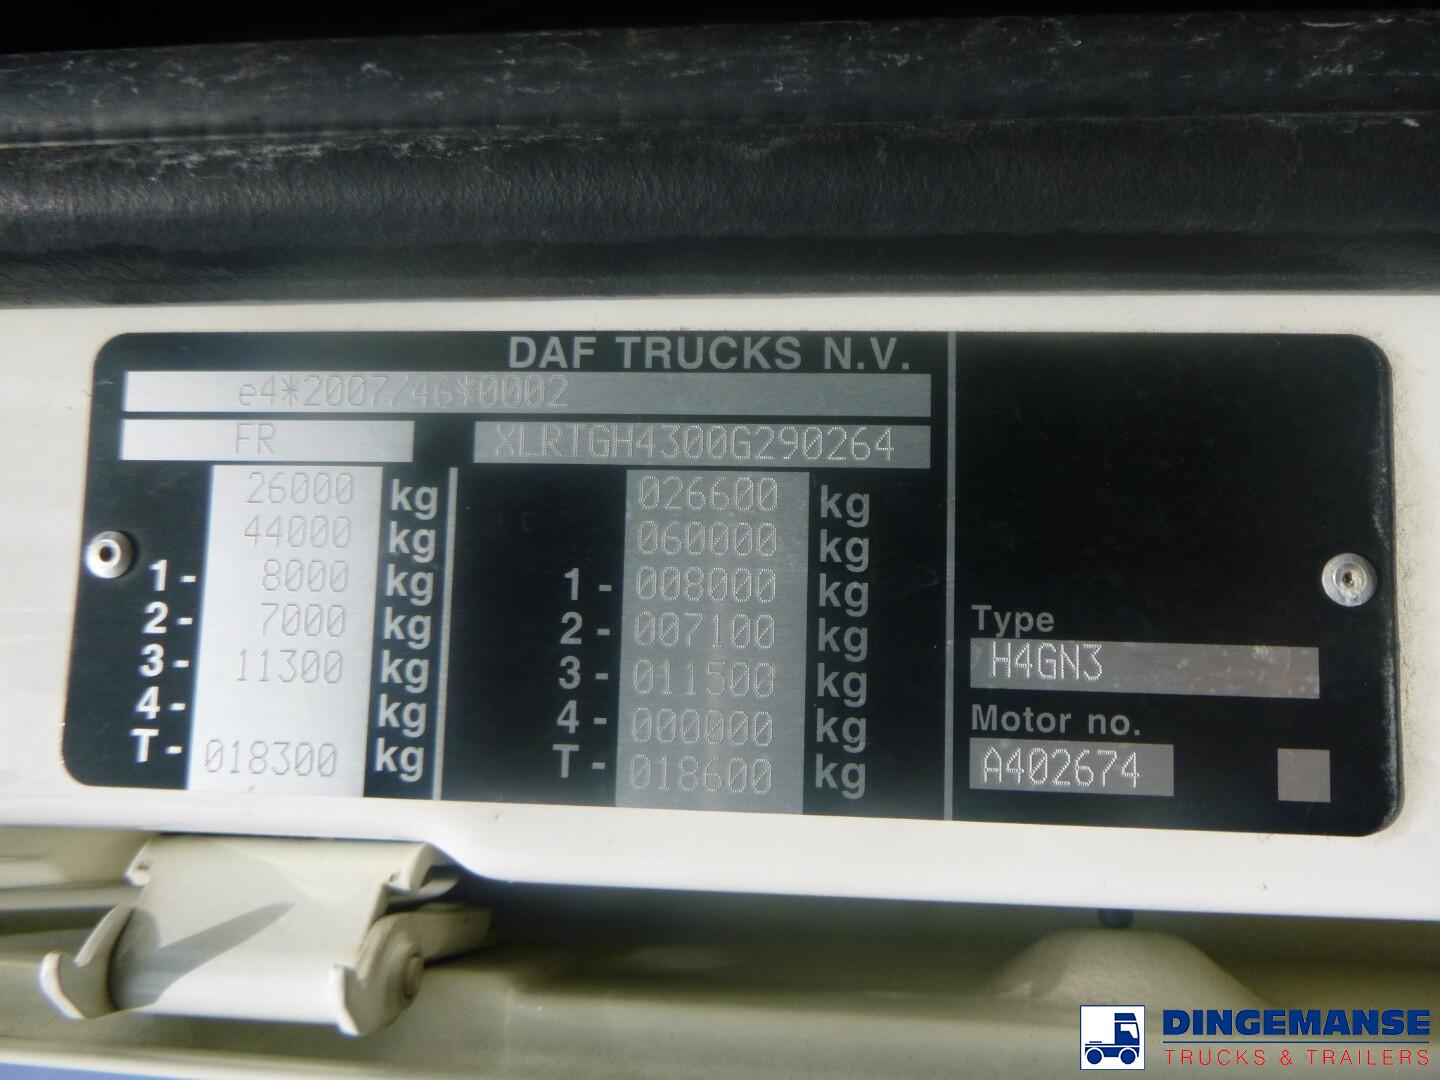 DAF TRUCKS N.V.
e4*2007/46*0002
FR XLRTGH4300G290264
26000 kg 026600 kg
44000 kg 060000 kg
1- 8000 kg 1- 008000 kg
2- 7000 kg 2- 007100 kg
3- 11300 kg 3- 011500 kg
4- kg 4- 000000 kg
T- 018300 kg T- 018600 kg
Type
H4GN3
Motor no.
A402674
DINGEMANSE
TRUCKS & TRAILERS